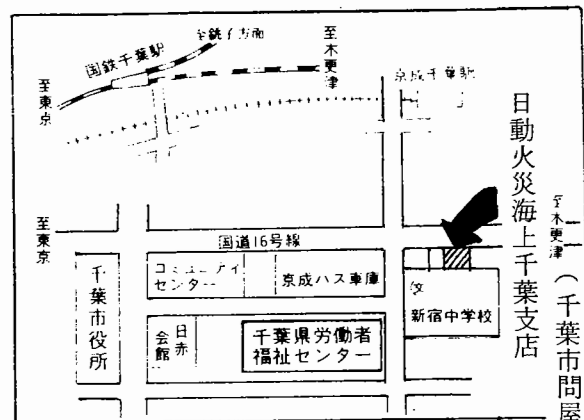 至銚子方面
国鉄千葉駅
至東京
至木更津
京成千葉駅
日動火災海上千葉支店
至木更津
(千葉市問屋
至東京
国道16号線
千葉市役所
コミュニティ
センター
京成バス車庫
新宿中学校
日赤
会館
千葉県労働者
福祉センター